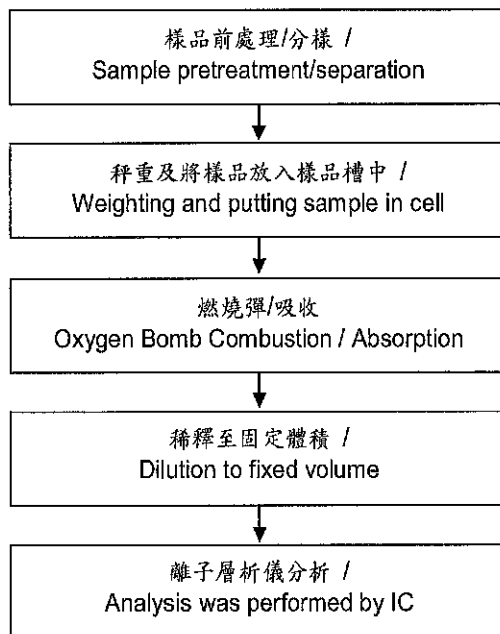 樣品前處理/分樣 /
Sample pretreatment/separation
秤重及將樣品放入樣品槽中 /
Weighting and putting sample in cell
燃燒彈/吸收
Oxygen Bomb Combustion / Absorption
稀釋至固定體積 /
Dilution to fixed volume
離子層析儀分析 /
Analysis was performed by IC